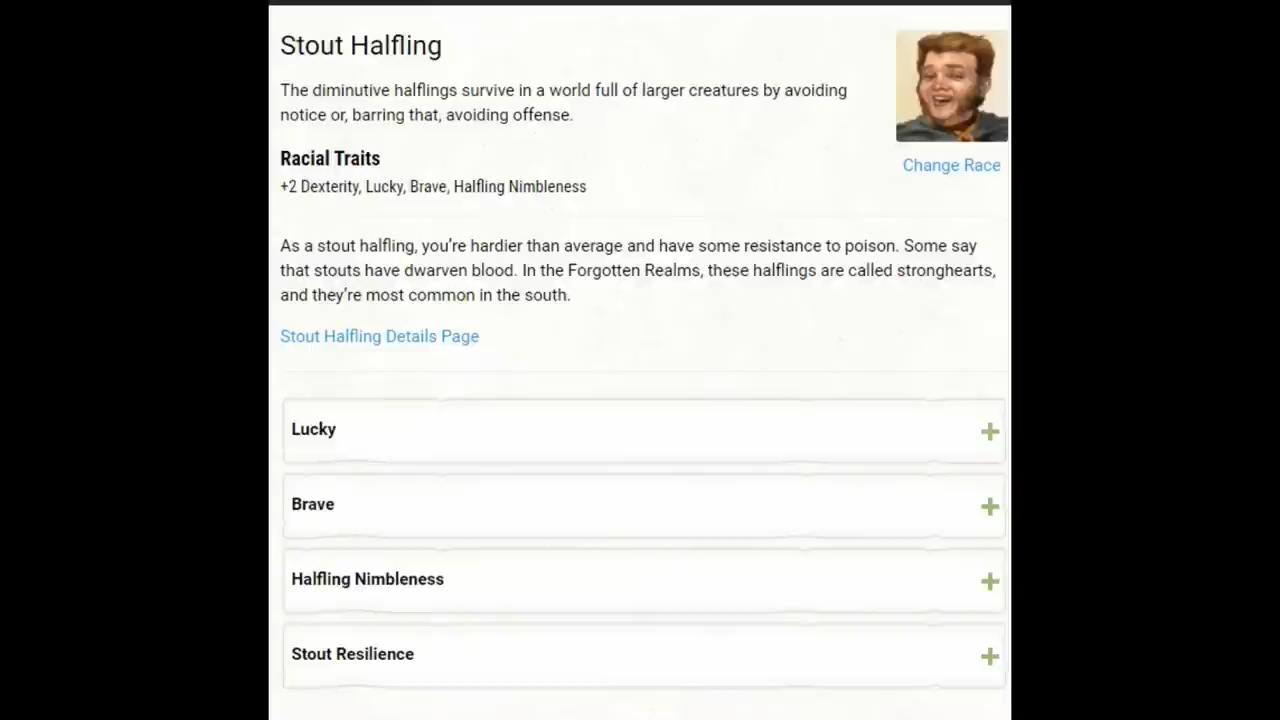 Stout Halfling
The diminutive halflings survive in a world full of larger creatures by avoiding
notice or, barring that, avoiding offense.
Change Race
Racial Traits
+2 Dexterity, Lucky, Brave, Halfling Nimbleness
As a stout halfling, you're hardier than average and have some resistance to poison. Some say
that stouts have dwarven blood. In the Forgotten Realms, these halflings are called stronghearts,
and they're most common in the south.
Stout Halfling Details Page
Lucky
Brave
Halfling Nimbleness
Stout Resilience